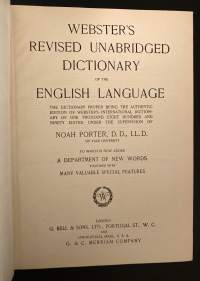 WEBSTER'S
REVISED UNABRIDGED
DICTIONARY
OF THE
ENGLISH LANGUAGE
THE DICTIONARY PROPER BEING THE AUTHENTIC
EDITION OF WEBSTER'S INTERNATIONAL DICTION-
ARY OF ONE THOUSAND EIGHT HUNDRED AND
NINETY EDITED UNDER THE SUPERVISION OF
NOAH PORTER, D.D., LL.D.
OF YALE UNIVERSITY
TO WHICH IS NOW ADDED
A DEPARTMENT OF NEW WORDS
TOGETHER WITH
MANY VALUABLE SPECIAL FEATURES
W
LONDON
G. BELL & SONS, LTD., PORTUGAL ST., W. C.
AND
SPRINGFIELD, MASS., U. S. A.
G. & C. MERRIAM COMPANY